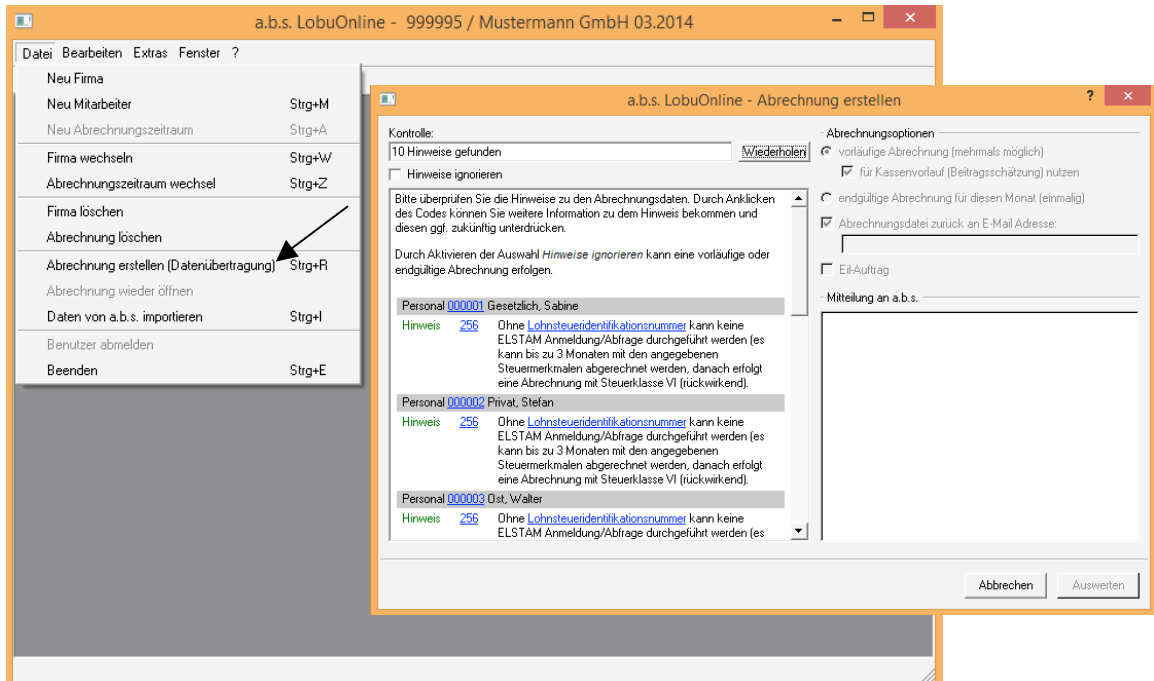 a.b.s. LobuOnline - 999995 / Mustermann GmbH 03.2014
Datei Bearbeiten Extras Fenster ?
Neu Firma
Neu Mitarbeiter Strg+M
Neu Abrechnungszeitraum Strg+A
Firma wechseln Strg+W
Abrechnungszeitraum wechsel Strg+Z
Firma löschen
Abrechnung löschen
Abrechnung erstellen (Datenübertragung) Strg+R
Abrechnung wieder öffnen
Daten von a.b.s. importieren Strg+I
Benutzer abmelden
Beenden Strg+E
a.b.s. LobuOnline - Abrechnung erstellen ?
Kontrolle:
10 Hinweise gefunden Wiederholen
Hinweise ignorieren
Bitte überprüfen Sie die Hinweise zu den Abrechnungsdaten. Durch Anklicken
des Codes können Sie weitere Information zu dem Hinweis bekommen und
diesen ggf. zukünftig unterdrücken.
Durch Aktivieren der Auswahl Hinweise ignorieren kann eine vorläufige oder
endgültige Abrechnung erfolgen.
Personal 000001 Gesetzlich, Sabine
Hinweis 256 Ohne Lohnsteueridentifikationsnummer kann keine
ELSTAM Anmeldung/Abfrage durchgeführt werden (es
kann bis zu 3 Monaten mit den angegebenen
Steuermerkmalen abgerechnet werden, danach erfolgt
eine Abrechnung mit Steuerklasse VI (rückwirkend).
Personal 000002 Privat, Stefan
Hinweis 256 Ohne Lohnsteueridentifikationsnummer kann keine
ELSTAM Anmeldung/Abfrage durchgeführt werden (es
kann bis zu 3 Monaten mit den angegebenen
Steuermerkmalen abgerechnet werden, danach erfolgt
eine Abrechnung mit Steuerklasse VI (rückwirkend).
Personal 000003 Ost, Walter
Hinweis 256 Ohne Lohnsteueridentifikationsnummer kann keine
ELSTAM Anmeldung/Abfrage durchgeführt werden (es
Abrechnungsoptionen
vorläufige Abrechnung (mehrmals möglich)
für Kassenvorlauf (Beitragsschätzung) nutzen
endgültige Abrechnung für diesen Monat (einmalig)
Abrechnungsdatei zurück an E-Mail Adresse:
Eil-Auftrag
Mitteilung an a.b.s.
Abbrechen Auswerten